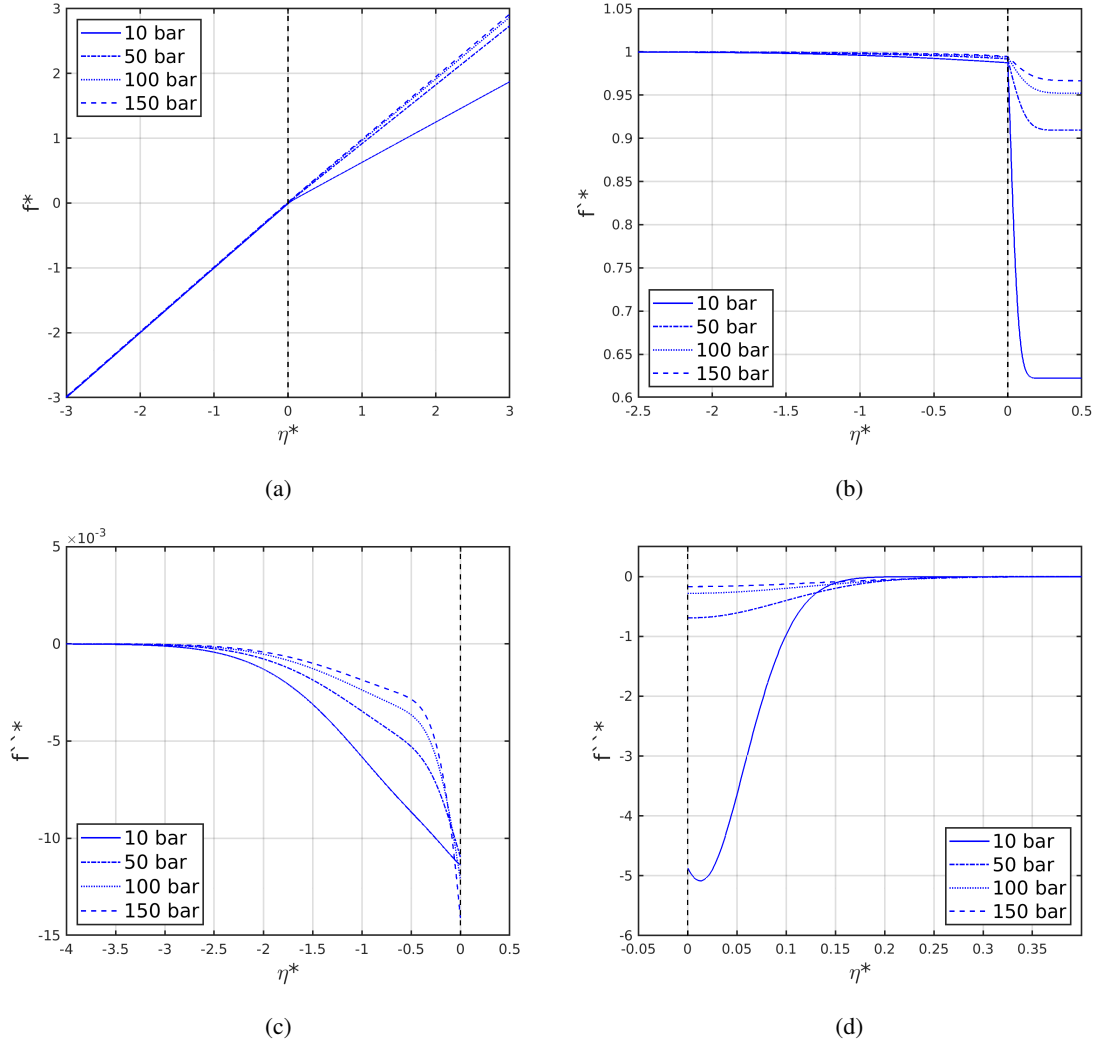 3
2
1
0
-1
-2
-3
-3 -2 -1 0 1 2 3
f*
η*
10 bar
50 bar
100 bar
150 bar
(a)
1.05
1
0.95
0.9
0.85
0.8
0.75
0.7
0.65
0.6
-2.5 -2 -1.5 -1 -0.5 0 0.5
f`*
η*
10 bar
50 bar
100 bar
150 bar
(b)
×10⁻³
5
0
-5
-10
-15
-4 -3.5 -3 -2.5 -2 -1.5 -1 -0.5 0 0.5
f``*
η*
10 bar
50 bar
100 bar
150 bar
(c)
0
-1
-2
-3
-4
-5
-6
-0.05 0 0.05 0.1 0.15 0.2 0.25 0.3 0.35
f``*
η*
10 bar
50 bar
100 bar
150 bar
(d)